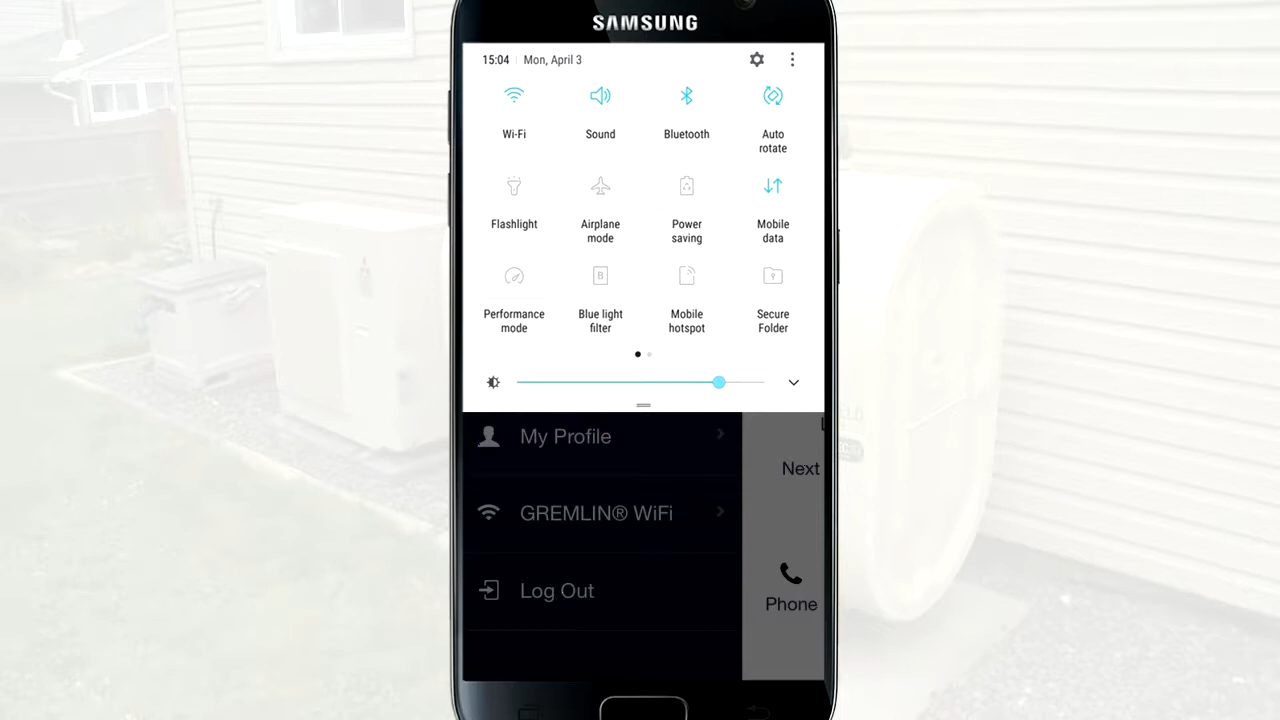 SAMSUNG
15:04 Mon, April 3
Wi-Fi
Sound
Bluetooth
Auto
rotate
Flashlight
Airplane
mode
Power
saving
Mobile
data
Performance
mode
Blue light
filter
Mobile
hotspot
Secure
Folder
My Profile
GREMLIN® WiFi
Log Out
Next
Phone